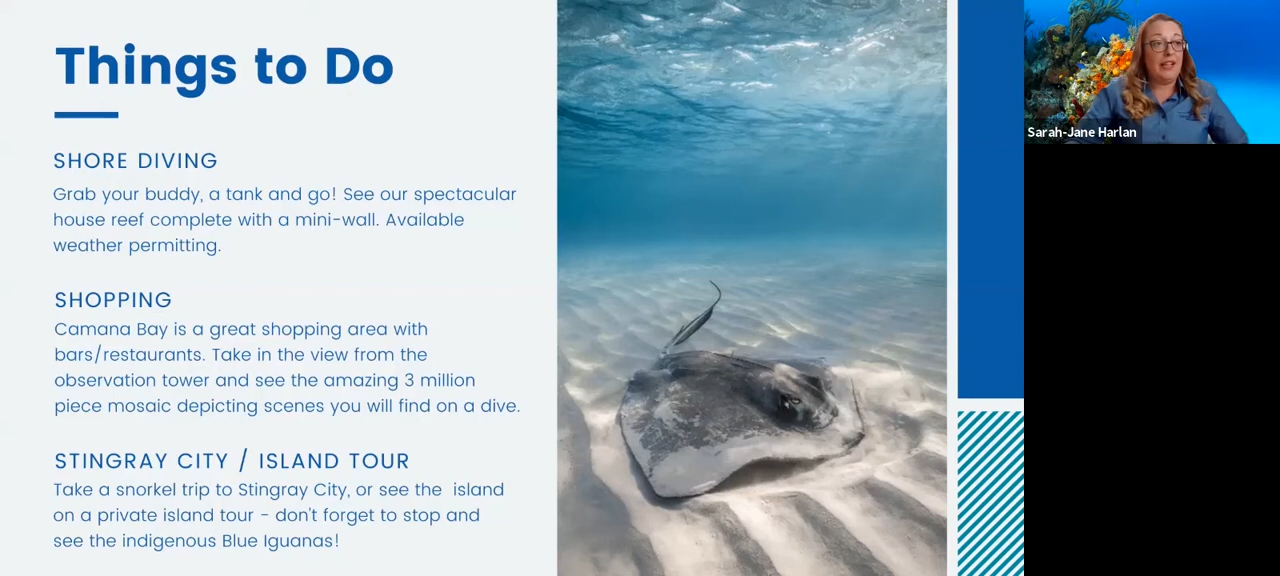 Things to Do
SHORE DIVING
Grab your buddy, a tank and go! See our spectacular
house reef complete with a mini-wall. Available
weather permitting.
SHOPPING
Camana Bay is a great shopping area with
bars/restaurants. Take in the view from the
observation tower and see the amazing 3 million
piece mosaic depicting scenes you will find on a dive.
STINGRAY CITY / ISLAND TOUR
Take a snorkel trip to Stingray City, or see the island
on a private island tour - don't forget to stop and
see the indigenous Blue Iguanas!
Sarah-Jane Harlan